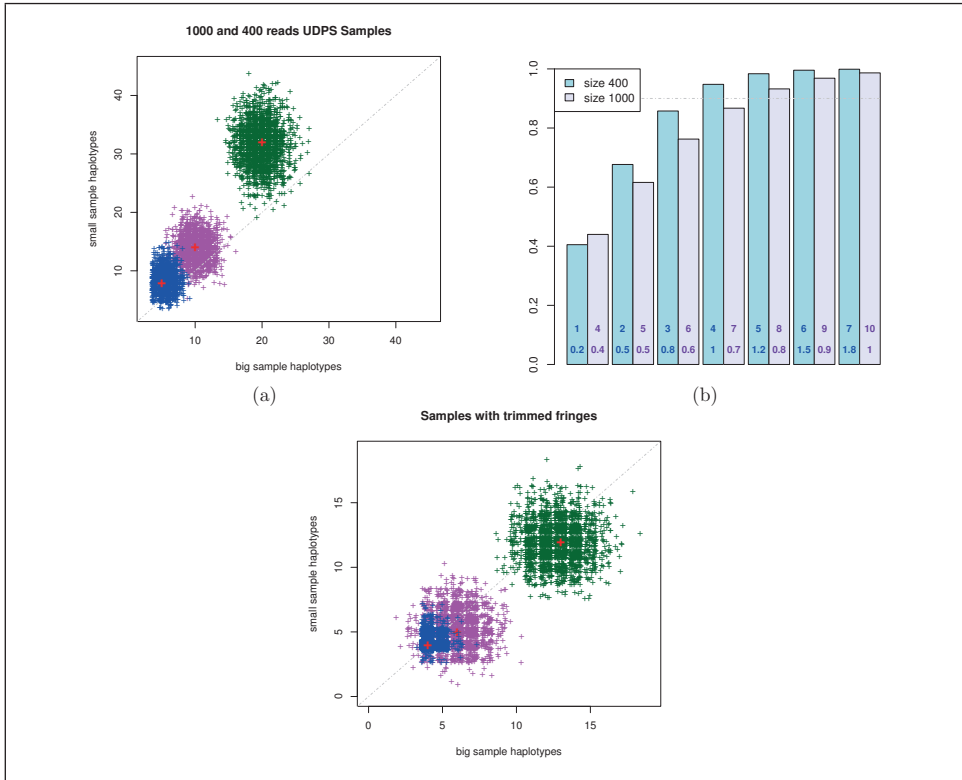 1000 and 400 reads UDPS Samples
small sample haplotypes
40
30
20
10
10 20 30 40
big sample haplotypes
(a)
size 400
size 1000
1.0
0.8
0.6
0.4
0.2
0.0
1 4 2 5 3 6 4 7 5 8 6 9 7 10
0.2 0.4 0.5 0.5 0.8 0.6 1 0.7 1.2 0.8 1.5 0.9 1.8 1
(b)
Samples with trimmed fringes
small sample haplotypes
15
10
5
0
0 5 10 15
big sample haplotypes